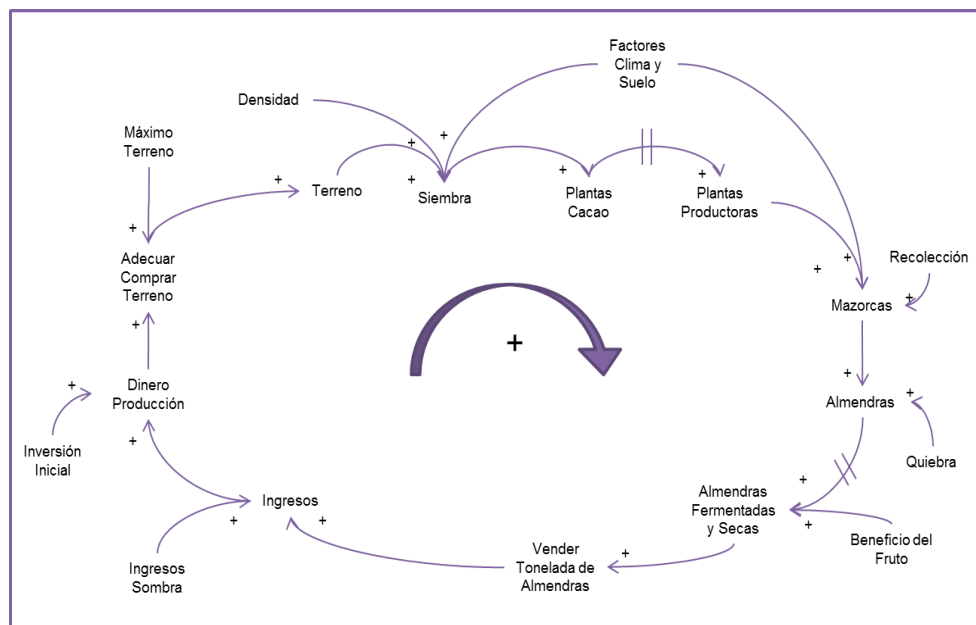 Factores
Clima y
Suelo
Densidad
Máximo
Terreno
+
+
+
+
+
+
+
+
Terreno
Siembra
Plantas
Cacao
Plantas
Productoras
+
Adecuar
Comprar
Terreno
+
+
Recolección
+
Mazorcas
+
+
+
+
+
Dinero
Producción
Almendras
+
Inversión
Inicial
Quiebra
Ingresos
+
+
+
Almendras
Fermentadas
y Secas
+
+
Beneficio del
Fruto
Ingresos
Sombra
Vender
Tonelada de
Almendras